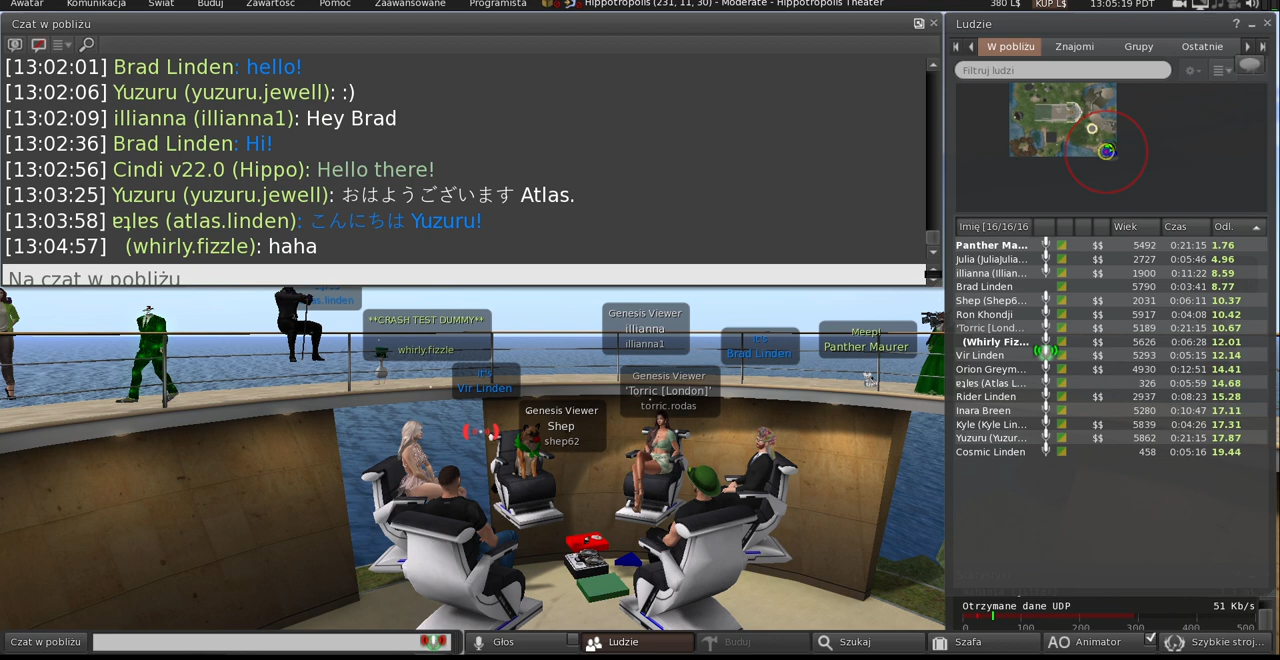 Awatar Komunikacja Świat Buduj Zawartość Pomoc Zaawansowane Programista Hippotropolis (231, 11, 30) - Moderate - Hippotropolis Theater 380 L$ KUP L$ 13:05:19 PDT
Czat w pobliżu
[13:02:01] Brad Linden: hello!
[13:02:06] Yuzuru (yuzuru.jewell): :)
[13:02:09] illianna (illianna1): Hey Brad
[13:02:36] Brad Linden: Hi!
[13:02:56] Cindi v22.0 (Hippo): Hello there!
[13:03:25] Yuzuru (yuzuru.jewell): おはようございます Atlas.
[13:03:58] ɐʇlɐs (atlas.linden): こんにちは Yuzuru!
[13:04:57] (whirly.fizzle): haha
Na czat w pobliżu
as.linden
**CRASH TEST DUMMY**
whirly.fizzle
it's
Vir Linden
Genesis Viewer
illianna
illianna1
it's
Brad Linden
Meep!
Panther Maurer
Genesis Viewer
'Torric [London]'
torric.rodas
Genesis Viewer
Shep
shep62
Ludzie ?
W pobliżu Znajomi Grupy Ostatnie
Filtruj ludzi
Imię [16/16/16 Wiek Czas Odl.
Panther Ma... $$ 5492 0:21:15 1.76
Julia (JuliaJulia... $$ 2727 0:05:46 4.96
illianna (Illian... $$ 1900 0:11:22 8.59
Brad Linden 5790 0:03:41 8.77
Shep (Shep6... $$ 2031 0:06:11 10.37
Ron Khondji $$ 5917 0:04:08 10.42
'Torric [Lond... $$ 5189 0:21:15 10.67
(Whirly Fiz... $$ 5626 0:06:28 12.01
Vir Linden $$ 5293 0:05:15 12.14
Orion Greym... $$ 4930 0:12:51 14.41
ɐʇlɐs (Atlas L... 326 0:05:59 14.68
Rider Linden $$ 2937 0:08:23 15.28
Inara Breen 5280 0:10:47 17.11
Kyle (Kyle Lin... $$ 5839 0:04:26 17.31
Yuzuru (Yuzur... $$ 5862 0:21:15 17.87
Cosmic Linden 458 0:05:16 19.44
Otrzymane dane UDP 51 Kb/s
0 100 200 300 400 500
Czat w pobliżu Głos Ludzie Buduj Szukaj Szafa AO Animator Szybkie stroj...